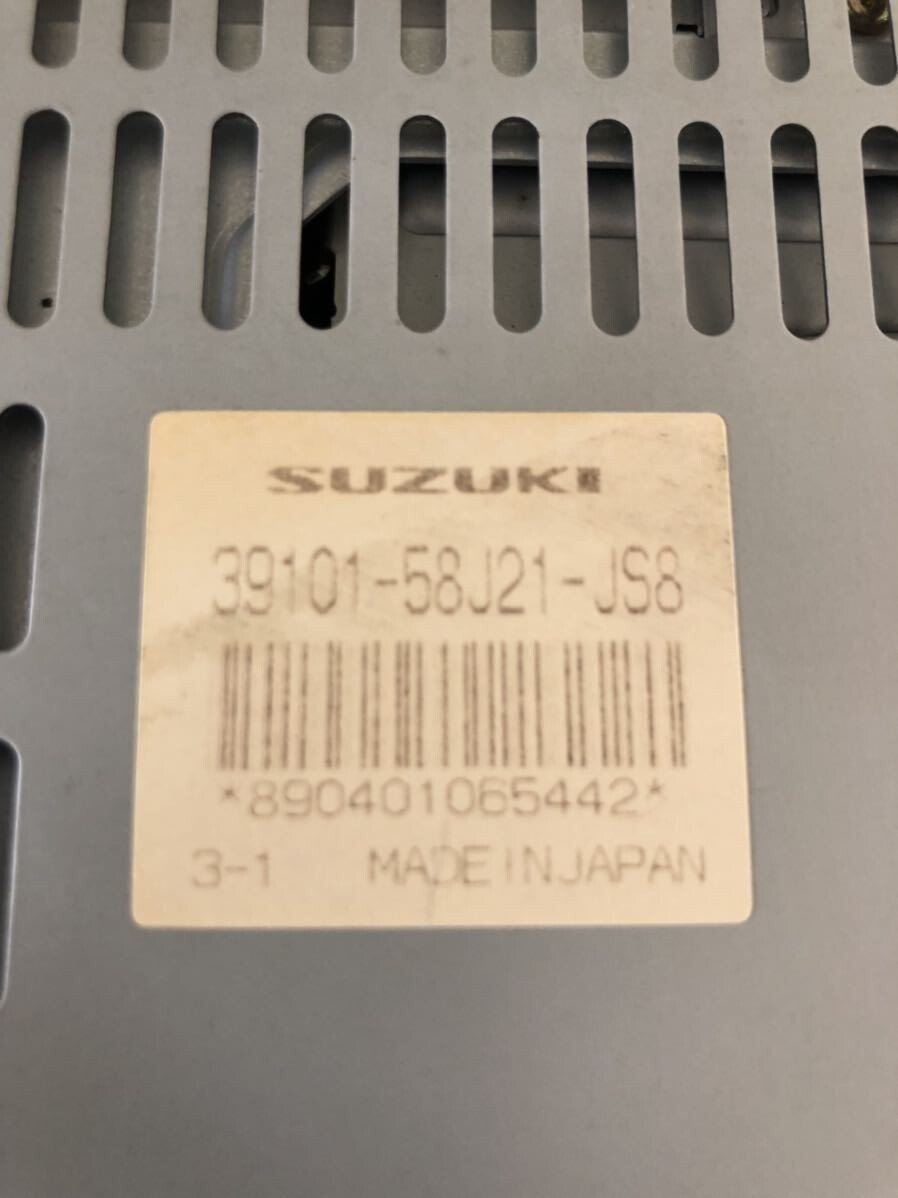 SUZUKI
39101-58J21-JS8
*890401065442*
3-1 MADE IN JAPAN